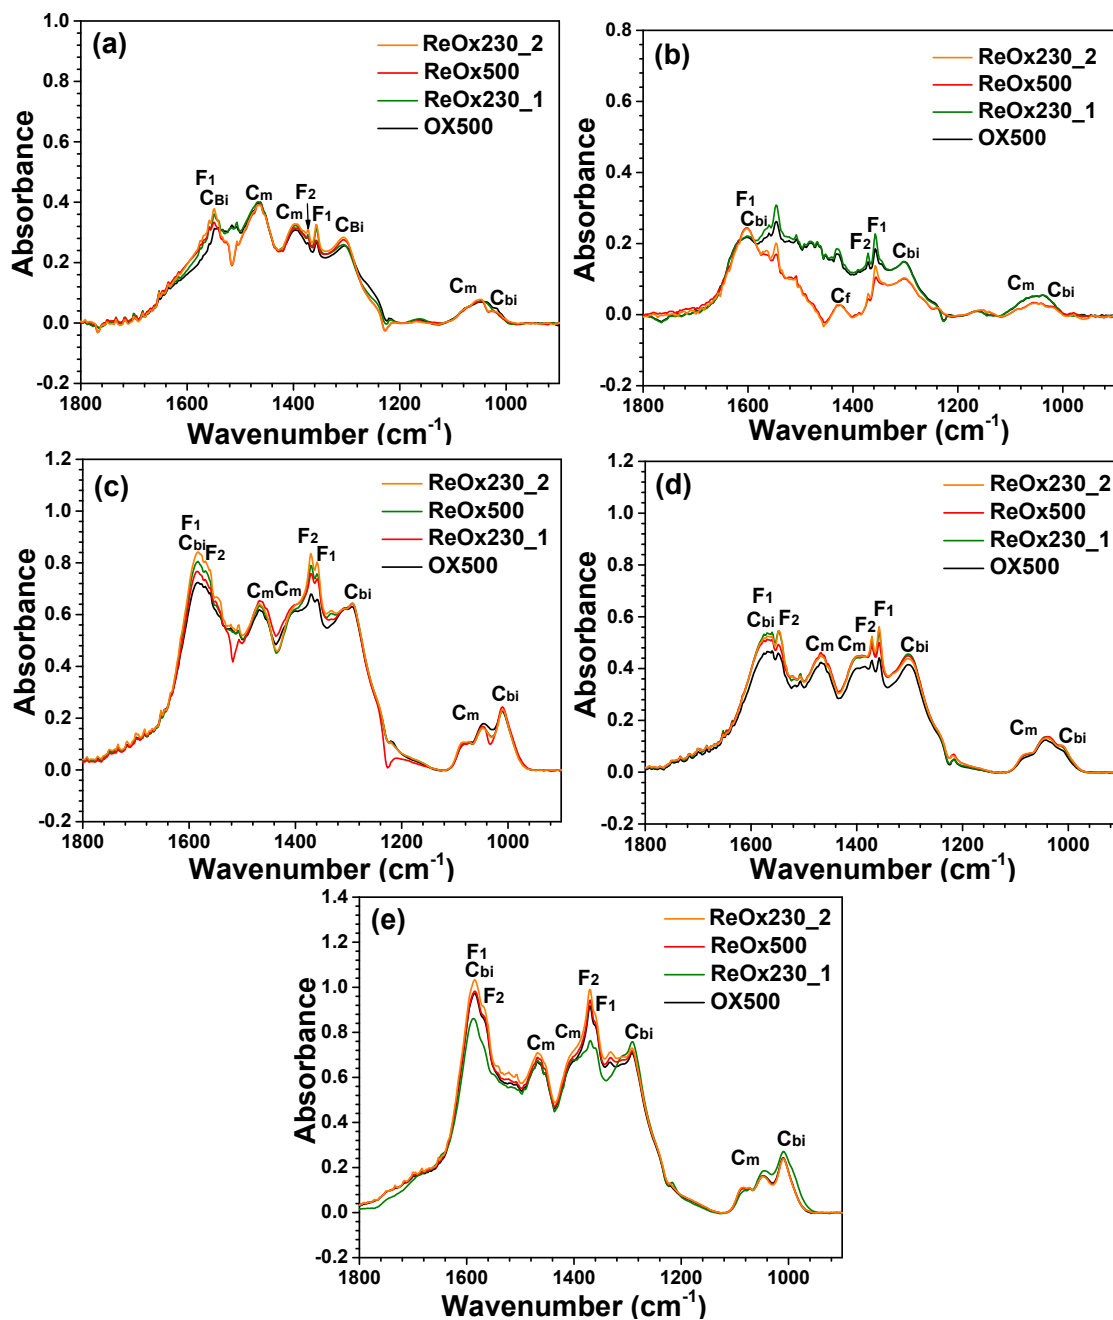 (a)
ReOx230_2
ReOx500
ReOx230_1
OX500
F1
CBi
Cm
F2
Cm
F1
CBi
Cm
Cbi
1.0
0.8
0.6
0.4
0.2
0.0
-0.2
Absorbance
1800 1600 1400 1200 1000
Wavenumber (cm-1)
(b)
ReOx230_2
ReOx500
ReOx230_1
OX500
F1
Cbi
F2
F1
Cbi
Cf
Cm
Cbi
0.8
0.6
0.4
0.2
0.0
-0.2
Absorbance
1800 1600 1400 1200 1000
Wavenumber (cm-1)
(c)
ReOx230_2
ReOx500
ReOx230_1
OX500
F1
Cbi
F2
Cm
Cm
F2
F1
Cbi
Cm
Cbi
1.2
1.0
0.8
0.6
0.4
0.2
0.0
-0.2
Absorbance
1800 1600 1400 1200 1000
Wavenumber (cm-1)
(d)
ReOx230_2
ReOx500
ReOx230_1
OX500
F1
Cbi
F2
Cm
Cm
F2
F1
Cbi
Cm
Cbi
1.2
1.0
0.8
0.6
0.4
0.2
0.0
-0.2
Absorbance
1800 1600 1400 1200 1000
Wavenumber (cm-1)
(e)
ReOx230_2
ReOx500
ReOx230_1
OX500
F1
Cbi
F2
Cm
Cm
F2
F1
Cbi
Cm
Cbi
1.4
1.2
1.0
0.8
0.6
0.4
0.2
0.0
-0.2
Absorbance
1800 1600 1400 1200 1000
Wavenumber (cm-1)